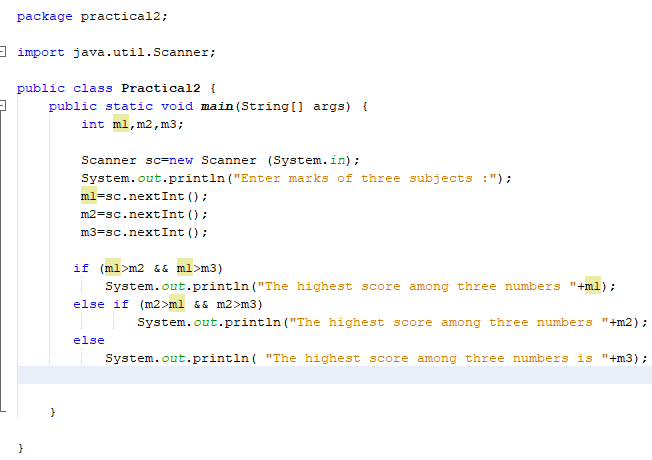 package practical2;
import java.util.Scanner;
public class Practical2 {
public static void main(String[] args) {
int m1,m2,m3;
Scanner sc=new Scanner (System.in);
System.out.println("Enter marks of three subjects :");
m1=sc.nextInt();
m2=sc.nextInt();
m3=sc.nextInt();
if (m1>m2 && m1>m3)
System.out.println("The highest score among three numbers "+m1);
else if (m2>m1 && m2>m3)
System.out.println("The highest score among three numbers "+m2);
else
System.out.println( "The highest score among three numbers is "+m3);
}
}